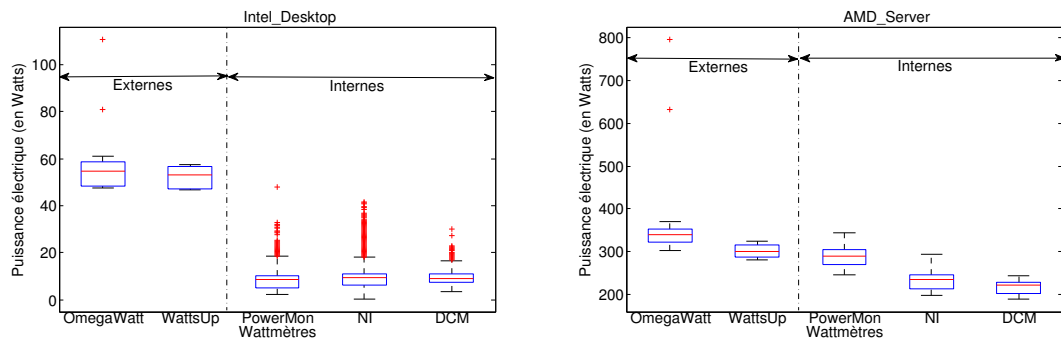 Intel_Desktop
Puissance électrique (en Watts)
100
80
60
40
20
0
Externes
Internes
OmegaWatt
WattsUp
PowerMon
NI
DCM
Wattmètres
AMD_Server
Puissance électrique (en Watts)
800
700
600
500
400
300
200
Externes
Internes
OmegaWatt
WattsUp
PowerMon
NI
DCM
Wattmètres